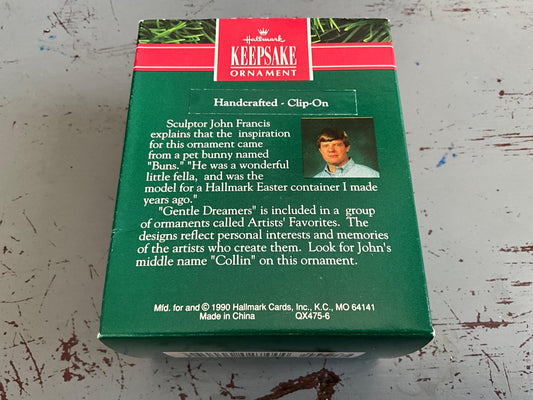 Hallmark
KEEPSAKE
ORNAMENT
Handcrafted - Clip-On
Sculptor John Francis
explains that the inspiration
for this ornament came
from a pet bunny named
"Buns." "He was a wonderful
little fella, and was the
model for a Hallmark Easter container I made
years ago."
"Gentle Dreamers" is included in a group
of ormanents called Artists' Favorites. The
designs reflect personal interests and memories
of the artists who create them. Look for John's
middle name "Collin" on this ornament.
Mfd. for and © 1990 Hallmark Cards, Inc., K.C., MO 64141
Made in China QX475-6